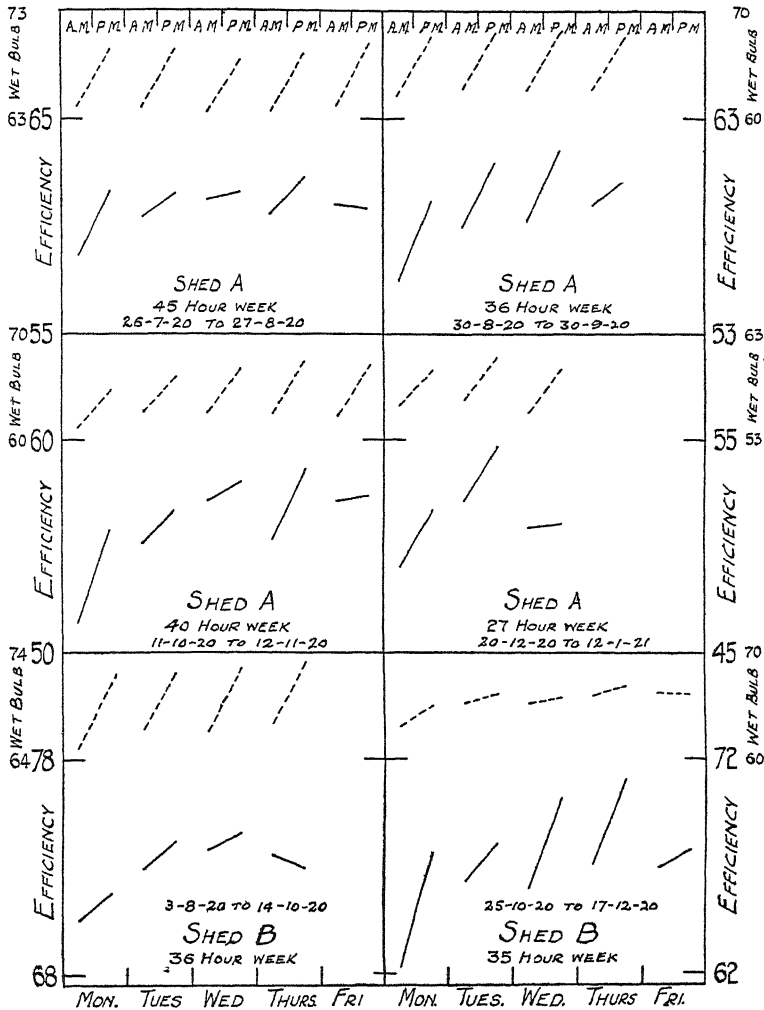 73 A.M. P.M. A.M. P.M. A.M. P.M. A.M. P.M. A.M. P.M. A.M. P.M. A.M. P.M. A.M. P.M. A.M. P.M. A.M. P.M. 70
WET BULB
WET BULB
63 65
63 60
EFFICIENCY
EFFICIENCY
SHED A
45 HOUR WEEK
26-7-20 TO 27-8-20
SHED A
36 HOUR WEEK
30-8-20 TO 30-9-20
70 55
53 63
WET BULB
WET BULB
60 60
55 53
EFFICIENCY
EFFICIENCY
SHED A
40 HOUR WEEK
11-10-20 TO 12-11-20
SHED A
27 HOUR WEEK
20-12-20 TO 12-1-21
74 50
45 70
WET BULB
WET BULB
64 78
72 60
EFFICIENCY
EFFICIENCY
3-8-20 TO 14-10-20
SHED B
36 HOUR WEEK
25-10-20 TO 17-12-20
SHED B
35 HOUR WEEK
68
62
MON. TUES WED THURS FRI MON. TUES. WED. THURS FRI.